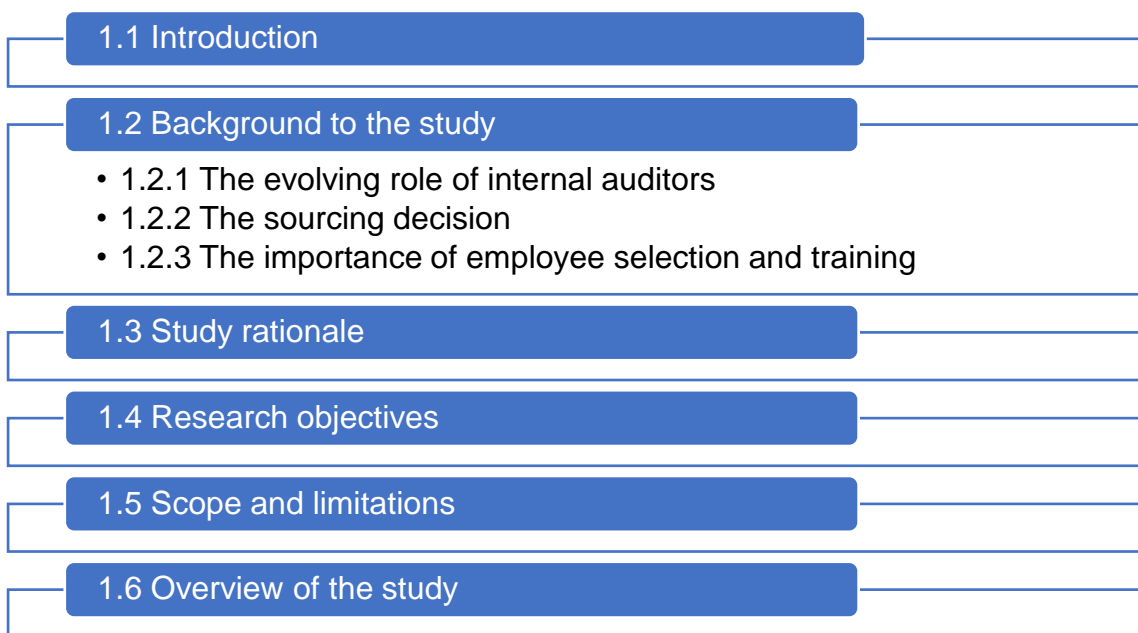 1.1 Introduction
1.2 Background to the study
• 1.2.1 The evolving role of internal auditors
• 1.2.2 The sourcing decision
• 1.2.3 The importance of employee selection and training
1.3 Study rationale
1.4 Research objectives
1.5 Scope and limitations
1.6 Overview of the study